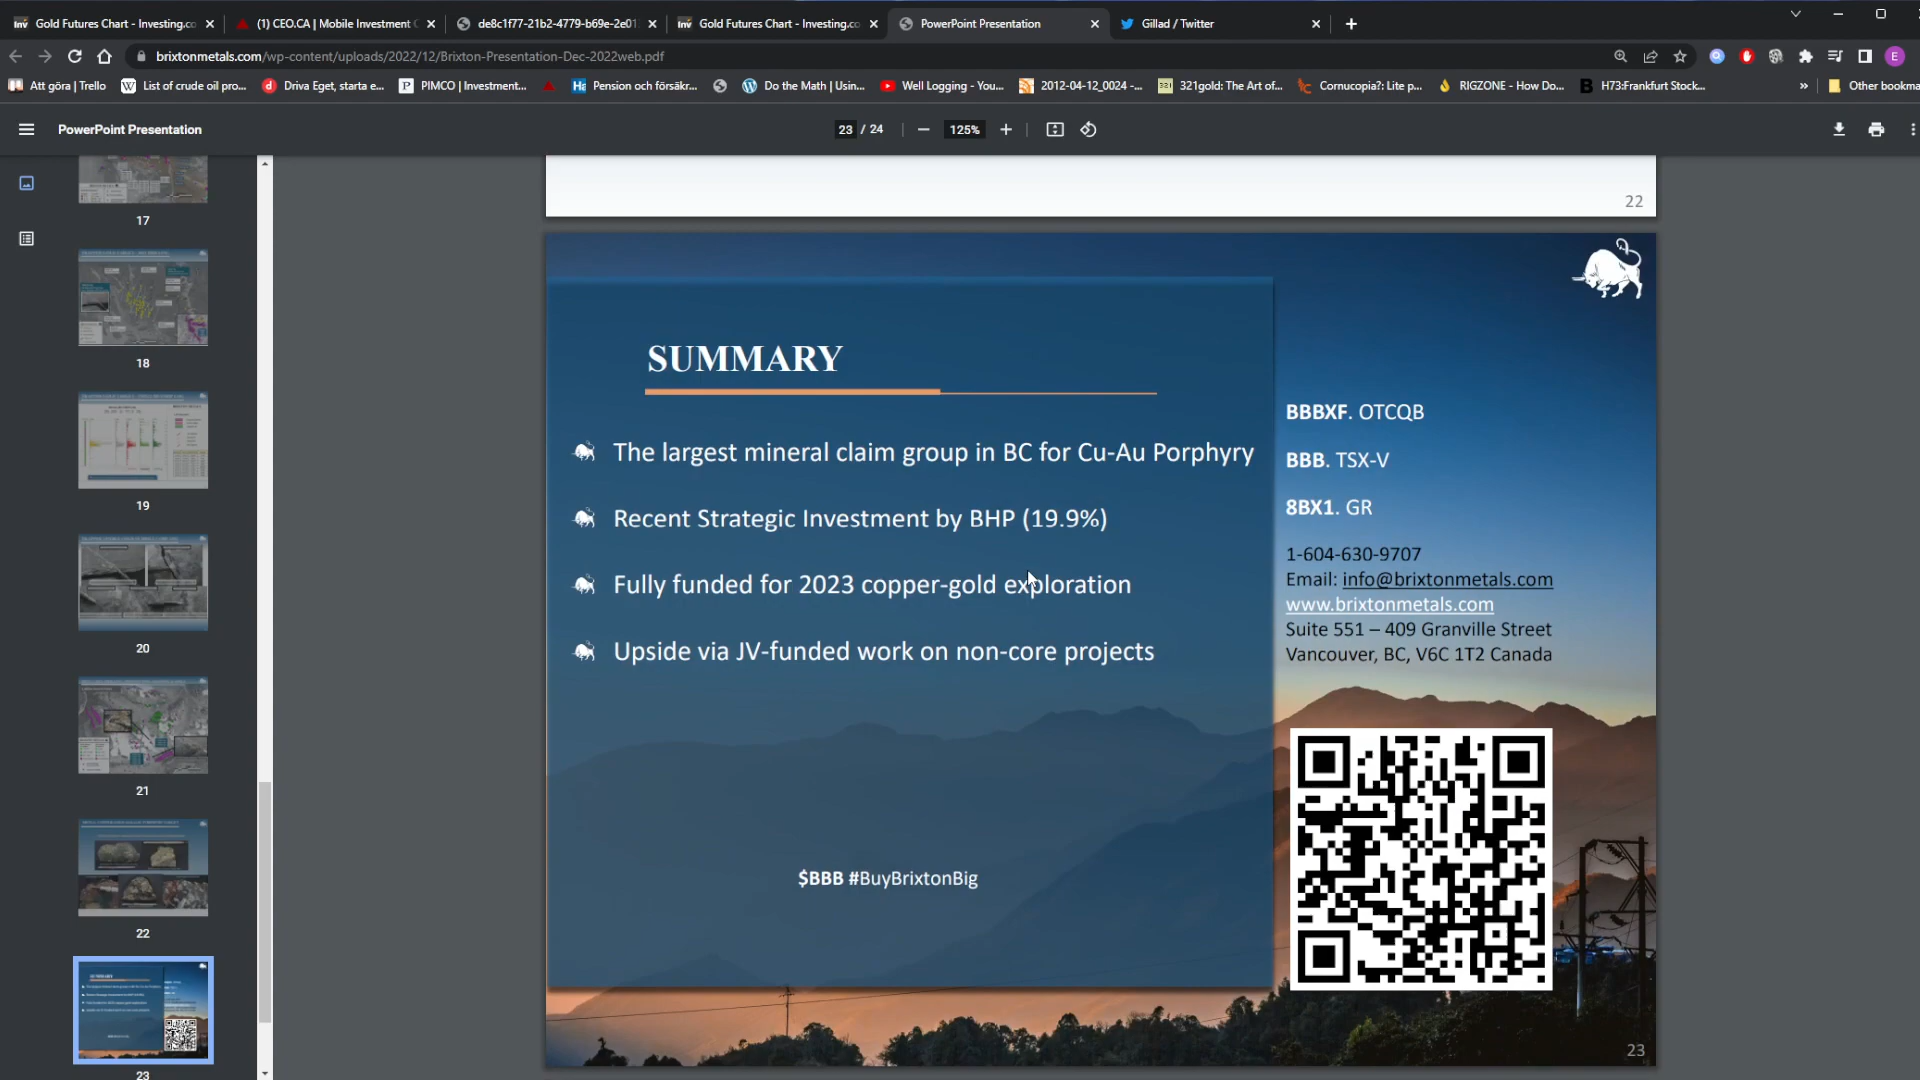 Gold Futures Chart - Investing.co
(1) CEO.CA | Mobile Investment C
de8c1f77-21b2-4779-b69e-2e01
Gold Futures Chart - Investing.co
PowerPoint Presentation
Gillad / Twitter
brixtonmetals.com/wp-content/uploads/2022/12/Brixton-Presentation-Dec-2022web.pdf
E
Att göra | Trello
List of crude oil pro...
Driva Eget, starta e...
PIMCO | Investment...
Pension och försäkr...
Do the Math | Usin...
Well Logging - You...
2012-04-12_0024 -...
321gold: The Art of...
Cornucopia?: Lite p...
RIGZONE - How Do...
H73:Frankfurt Stock...
»
Other bookma
PowerPoint Presentation
23 / 24
125%
17
18
19
20
21
22
23
22
SUMMARY
The largest mineral claim group in BC for Cu-Au Porphyry
Recent Strategic Investment by BHP (19.9%)
Fully funded for 2023 copper-gold exploration
Upside via JV-funded work on non-core projects
$BBB #BuyBrixtonBig
BBBXF. OTCQB
BBB. TSX-V
8BX1. GR
1-604-630-9707
Email: info@brixtonmetals.com
www.brixtonmetals.com
Suite 551 – 409 Granville Street
Vancouver, BC, V6C 1T2 Canada
23